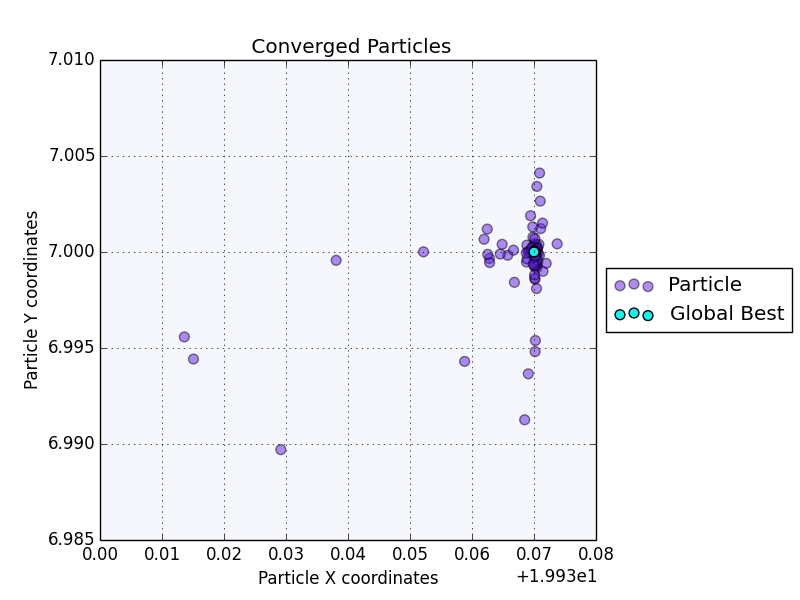 Converged Particles
7.010
7.005
7.000
6.995
6.990
6.985
Particle Y coordinates
0.00 0.01 0.02 0.03 0.04 0.05 0.06 0.07 0.08
Particle X coordinates
+1.993e1
Particle
Global Best